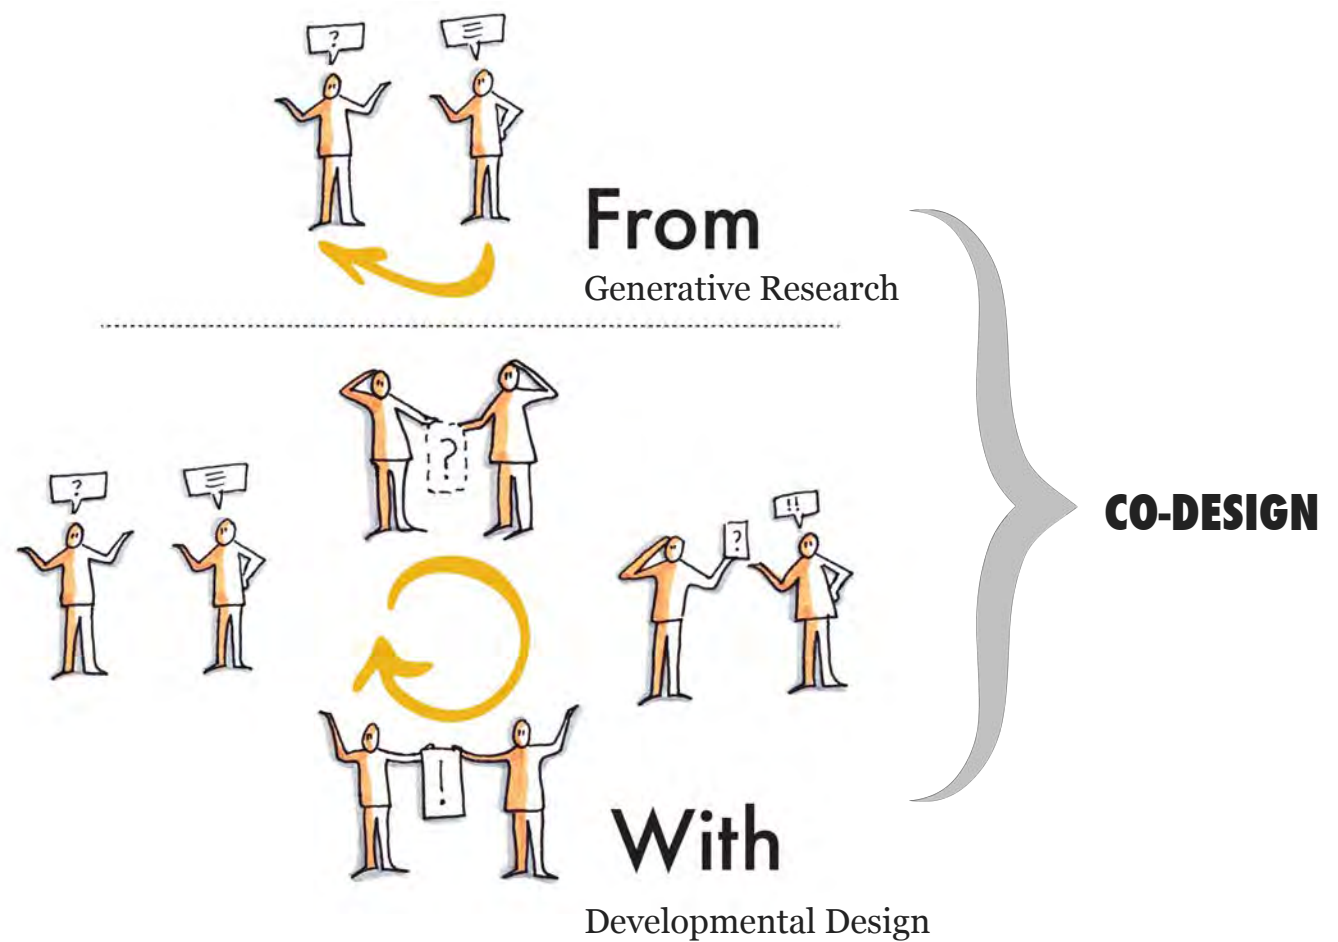 ?
From
Generative Research
?
?
?
!!
CO-DESIGN
!
With
Developmental Design